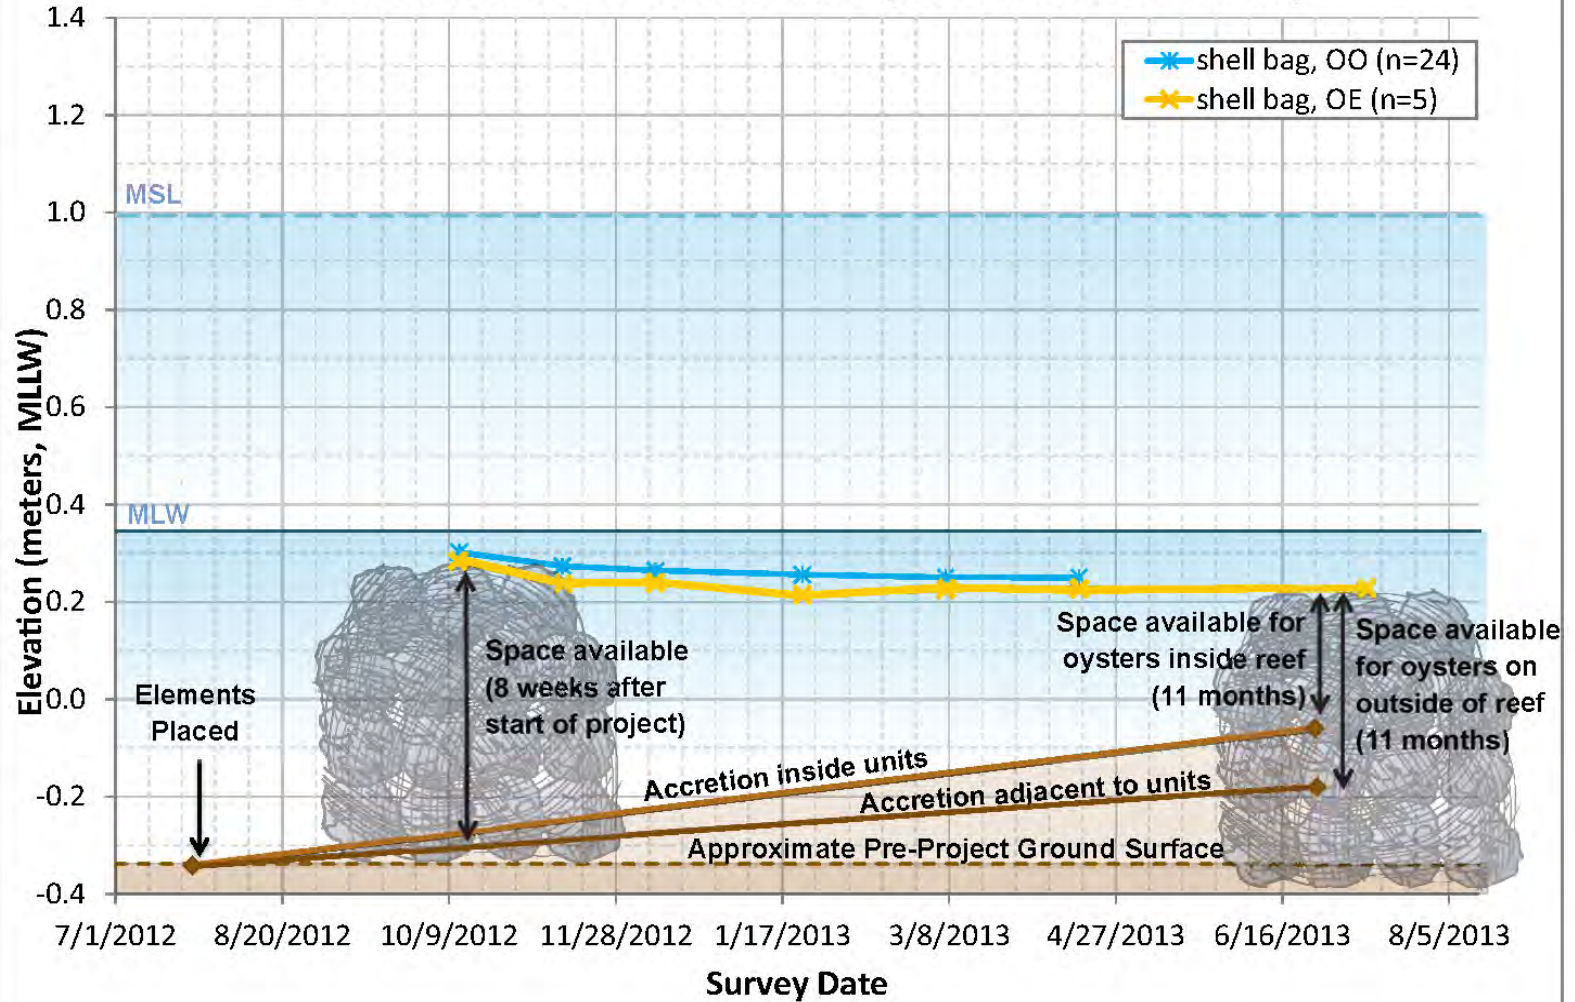 1.4
1.2
1.0
0.8
0.6
0.4
0.2
0.0
-0.2
-0.4
Elevation (meters, MLLW)
shell bag, OO (n=24)
shell bag, OE (n=5)
MSL
MLW
Elements
Placed
Space available
(8 weeks after
start of project)
Space available for
oysters inside reef
(11 months)
Space available
for oysters on
outside of reef
(11 months)
Accretion inside units
Accretion adjacent to units
Approximate Pre-Project Ground Surface
7/1/2012 8/20/2012 10/9/2012 11/28/2012 1/17/2013 3/8/2013 4/27/2013 6/16/2013 8/5/2013
Survey Date